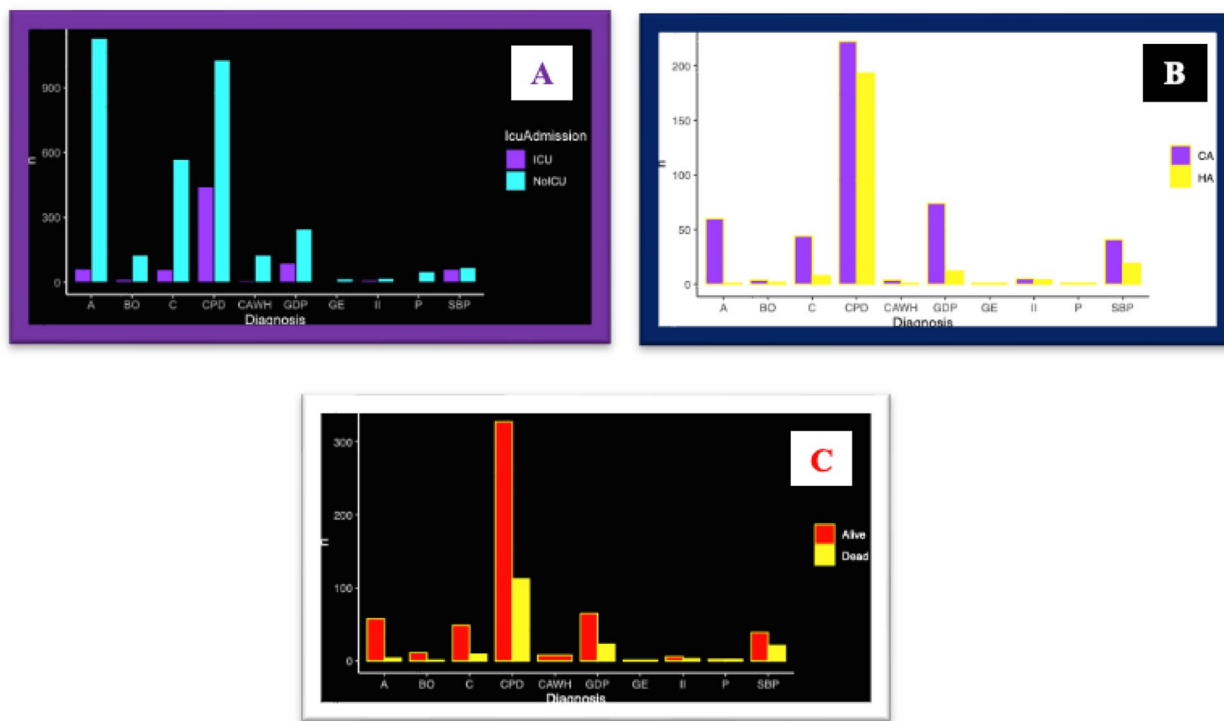 A
900
600
300
0
n
IcuAdmission
ICU
NoICU
A BO C CPD CAWH GDP GE II P SBP
Diagnosis
B
200
150
100
50
0
n
CA
HA
A BO C CPD CAWH GDP GE II P SBP
Diagnosis
C
300
200
100
0
n
Alive
Dead
A BO C CPD CAWH GDP GE II P SBP
Diagnosis